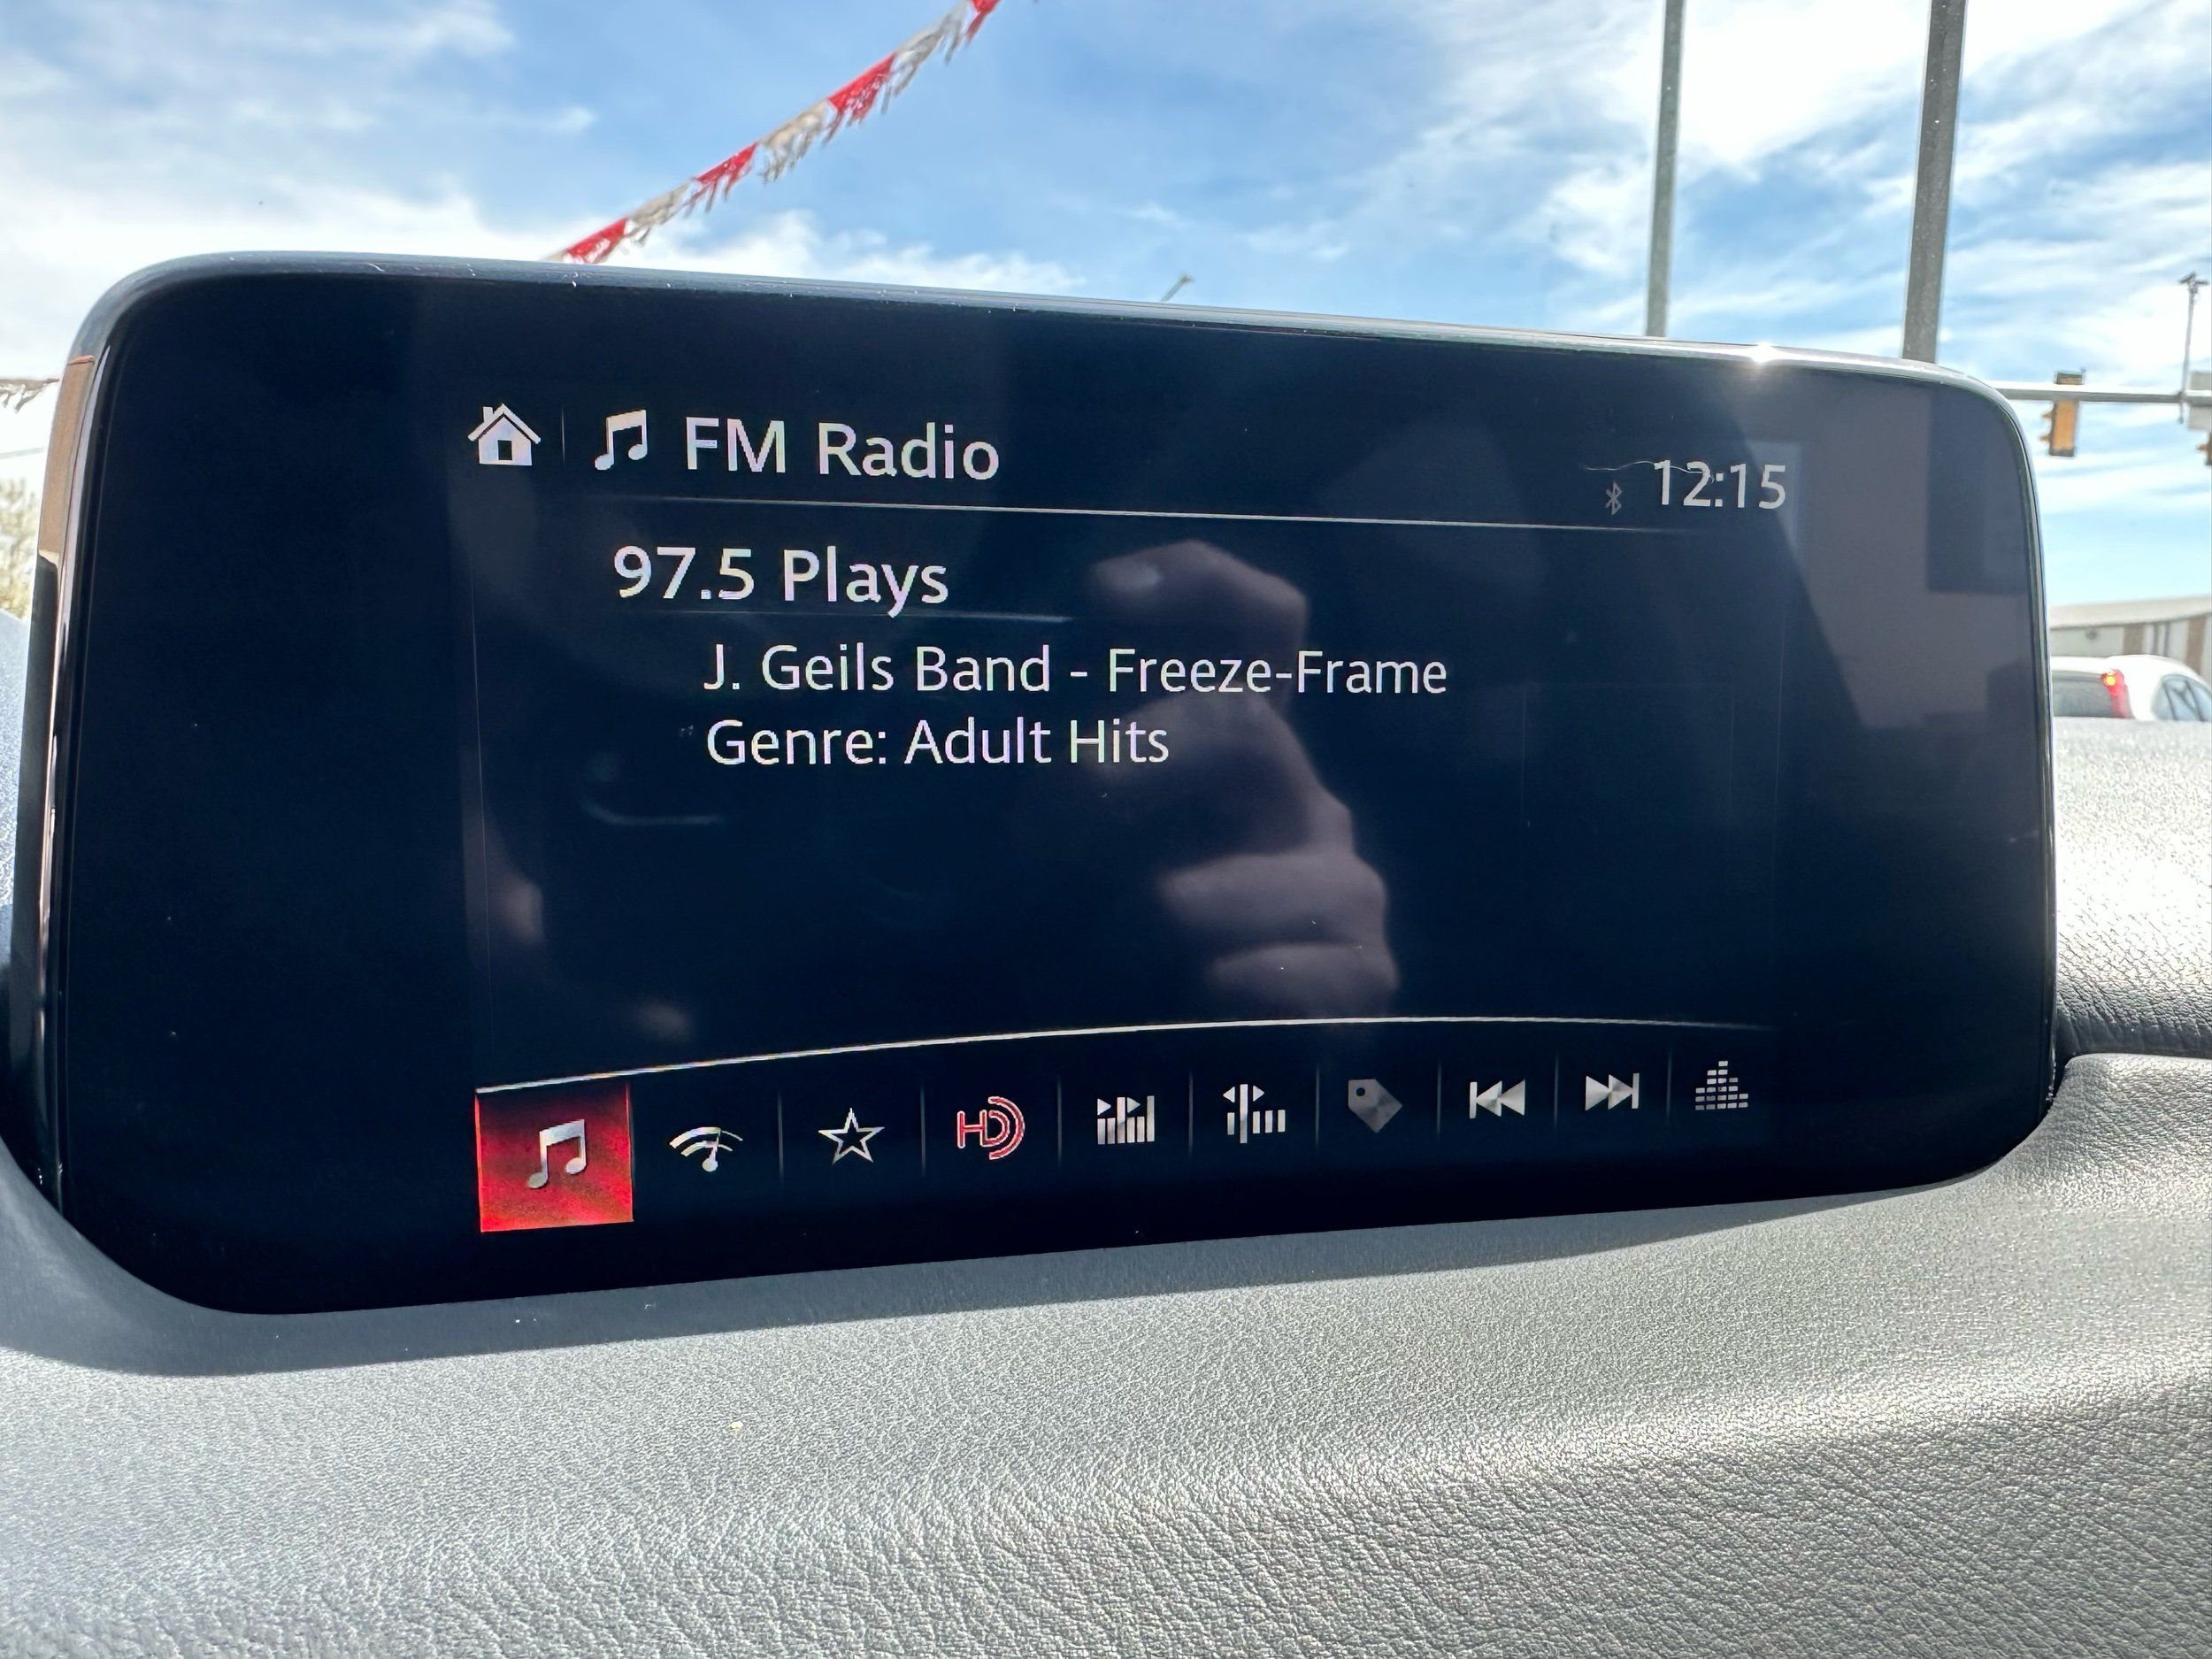 FM Radio
12:15
97.5 Plays
J. Geils Band - Freeze-Frame
Genre: Adult Hits
HD